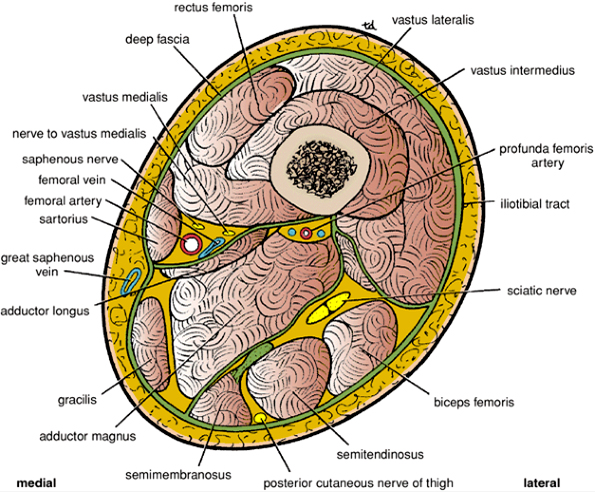 rectus femoris
td
vastus lateralis
deep fascia
vastus intermedius
vastus medialis
nerve to vastus medialis
profunda femoris
artery
saphenous nerve
femoral vein
femoral artery
iliotibial tract
sartorius
great saphenous
vein
sciatic nerve
adductor longus
gracilis
biceps femoris
adductor magnus
semitendinosus
semimembranosus
posterior cutaneous nerve of thigh
medial
lateral